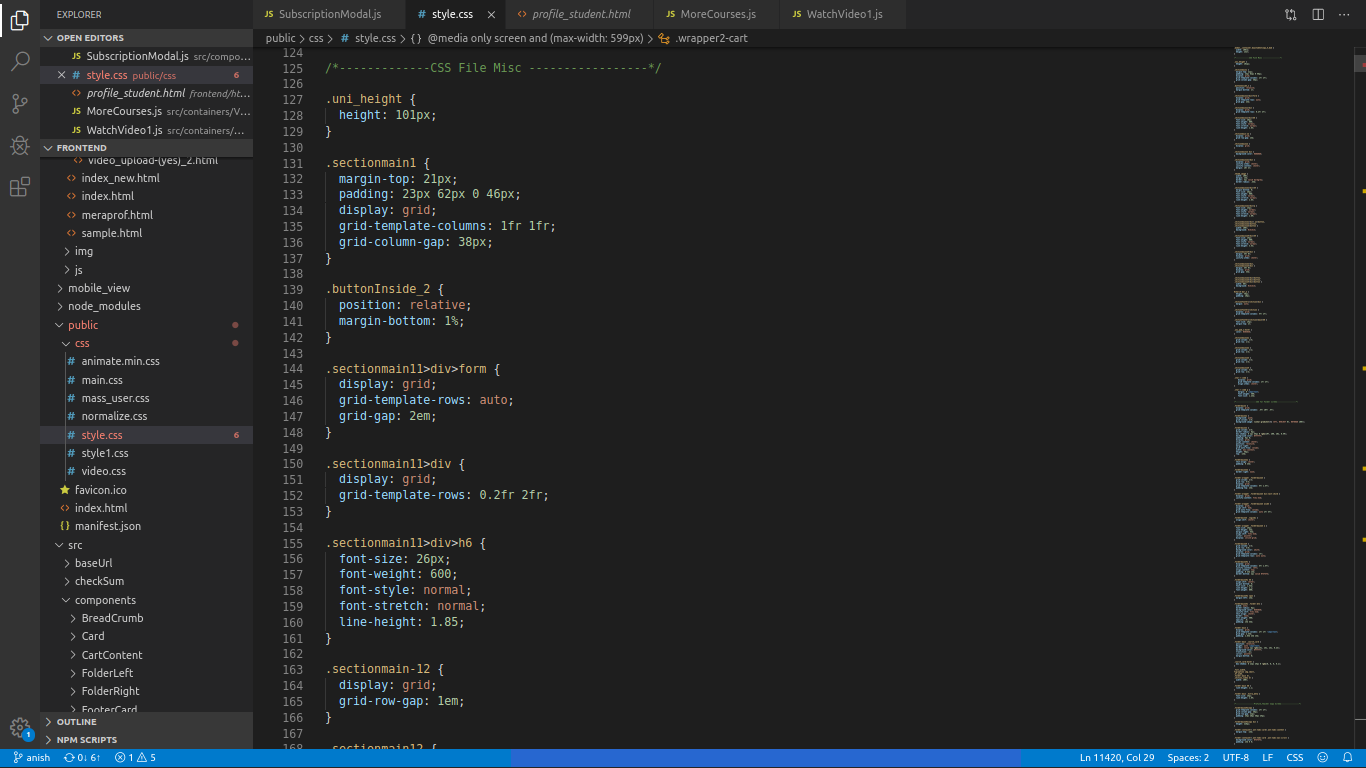 EXPLORER
OPEN EDITORS
JS SubscriptionModal.js src/compo...
# style.css public/css 6
<> profile_student.html frontend/ht...
JS MoreCourses.js src/containers/V...
JS WatchVideo1.js src/containers/...
FRONTEND
<> video_upload-(yes)_2.html
<> index_new.html
<> index.html
<> meraprof.html
<> sample.html
img
js
mobile_view
node_modules
public
css
# animate.min.css
# main.css
# mass_user.css
# normalize.css
# style.css 6
# style1.css
# video.css
favicon.ico
<> index.html
{} manifest.json
src
baseUrl
checkSum
components
BreadCrumb
Card
CartContent
FolderLeft
FolderRight
FooterCard
OUTLINE
NPM SCRIPTS
1
JS SubscriptionModal.js # style.css <> profile_student.html JS MoreCourses.js JS WatchVideo1.js
public > css > # style.css > {} @media only screen and (max-width: 599px) > .wrapper2-cart
124
125 /*-------------CSS File Misc -----------------*/
126
127 .uni_height {
128 height: 101px;
129 }
130
131 .sectionmain1 {
132 margin-top: 21px;
133 padding: 23px 62px 0 46px;
134 display: grid;
135 grid-template-columns: 1fr 1fr;
136 grid-column-gap: 38px;
137 }
138
139 .buttonInside_2 {
140 position: relative;
141 margin-bottom: 1%;
142 }
143
144 .sectionmain11>div>form {
145 display: grid;
146 grid-template-rows: auto;
147 grid-gap: 2em;
148 }
149
150 .sectionmain11>div {
151 display: grid;
152 grid-template-rows: 0.2fr 2fr;
153 }
154
155 .sectionmain11>div>h6 {
156 font-size: 26px;
157 font-weight: 600;
158 font-style: normal;
159 font-stretch: normal;
160 line-height: 1.85;
161 }
162
163 .sectionmain-12 {
164 display: grid;
165 grid-row-gap: 1em;
166 }
167
168 .sectionmain12 {
anish 0↓ 6↑ 1 5 Ln 11420, Col 29 Spaces: 2 UTF-8 LF CSS